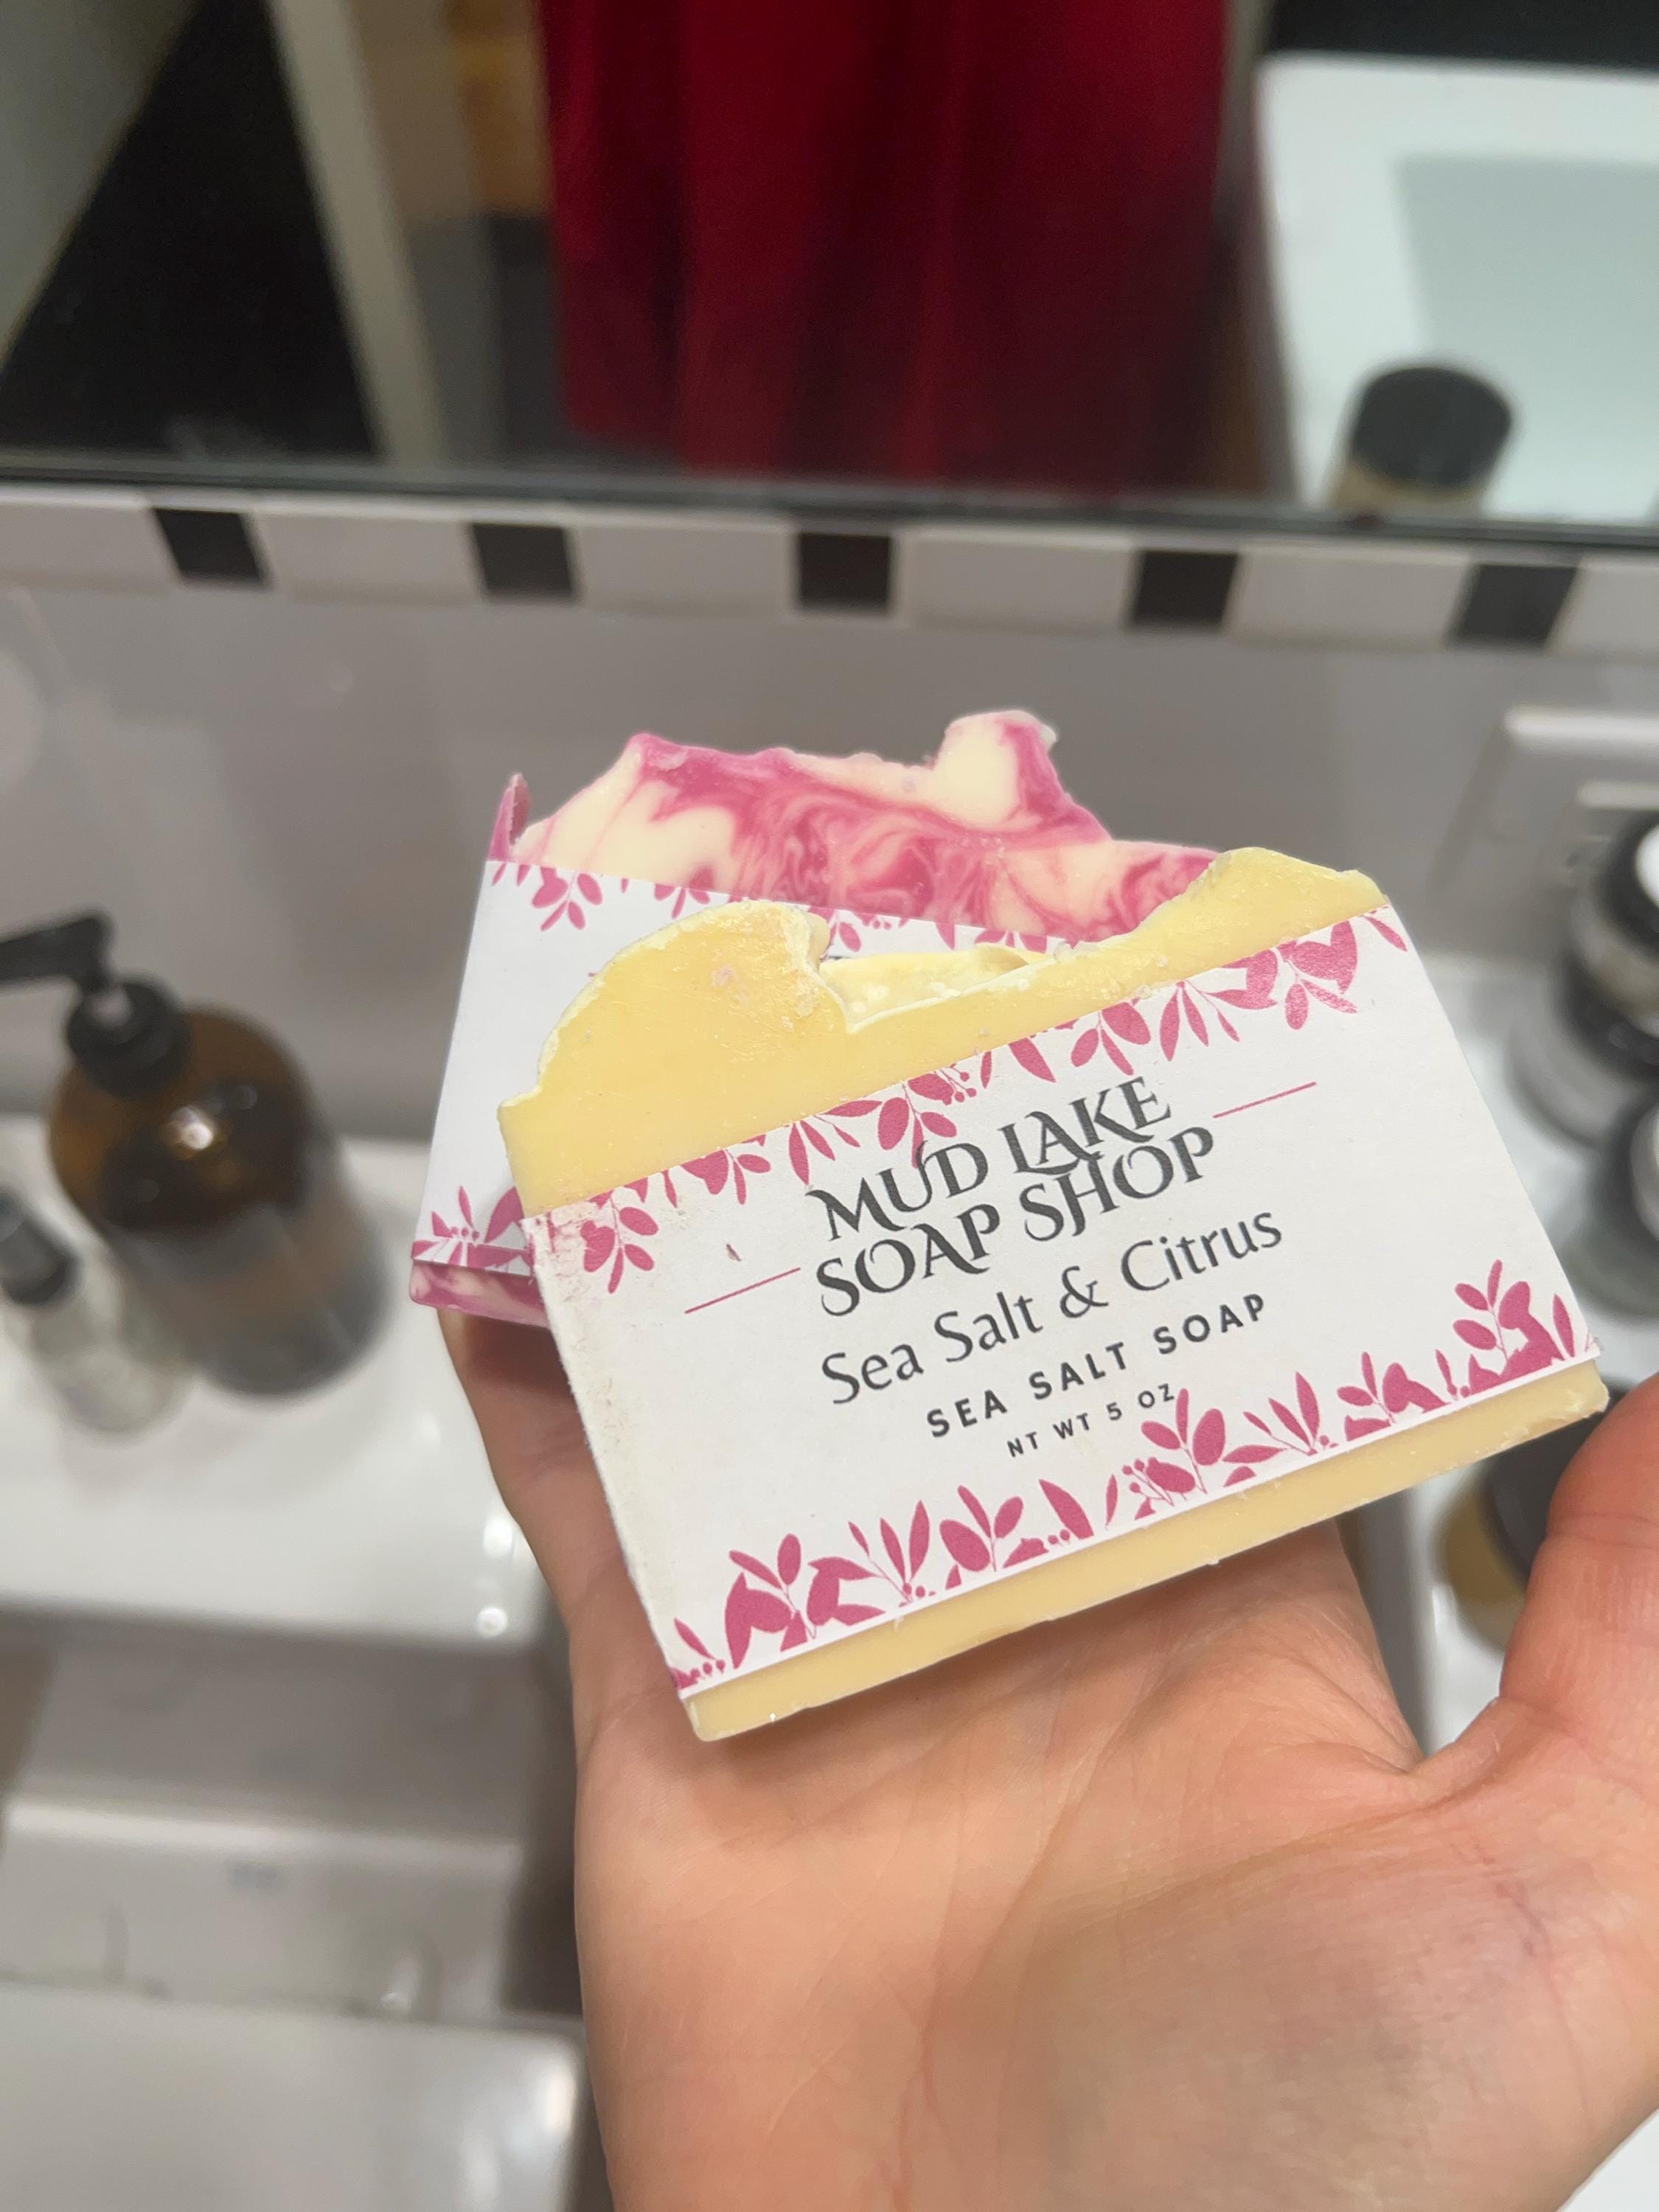 MUD LAKE
SOAP SHOP
Sea Salt & Citrus
SEA SALT SOAP
NT WT 5 OZ